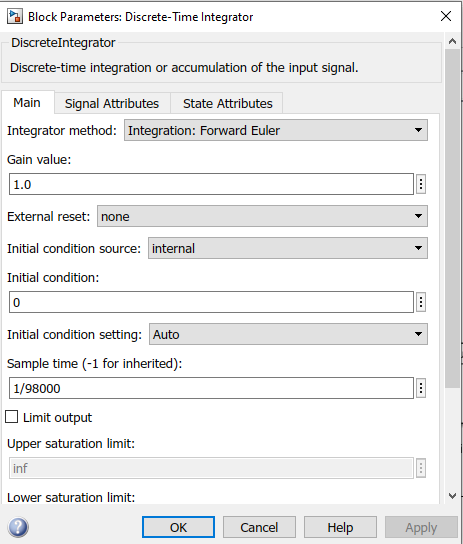 Block Parameters: Discrete-Time Integrator
DiscreteIntegrator
Discrete-time integration or accumulation of the input signal.
Main Signal Attributes State Attributes
Integrator method: Integration: Forward Euler
Gain value:
1.0
External reset: none
Initial condition source: internal
Initial condition:
0
Initial condition setting: Auto
Sample time (-1 for inherited):
1/98000
Limit output
Upper saturation limit:
inf
Lower saturation limit:
OK Cancel Help Apply